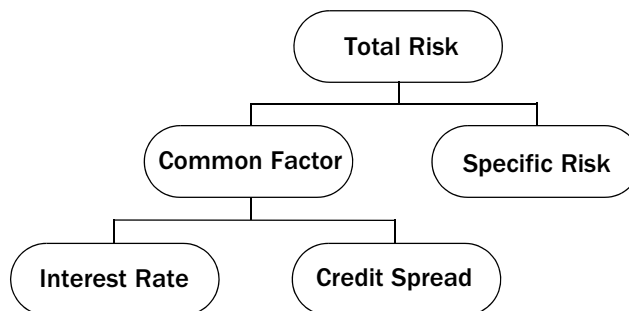 Total Risk
Common Factor
Specific Risk
Interest Rate
Credit Spread